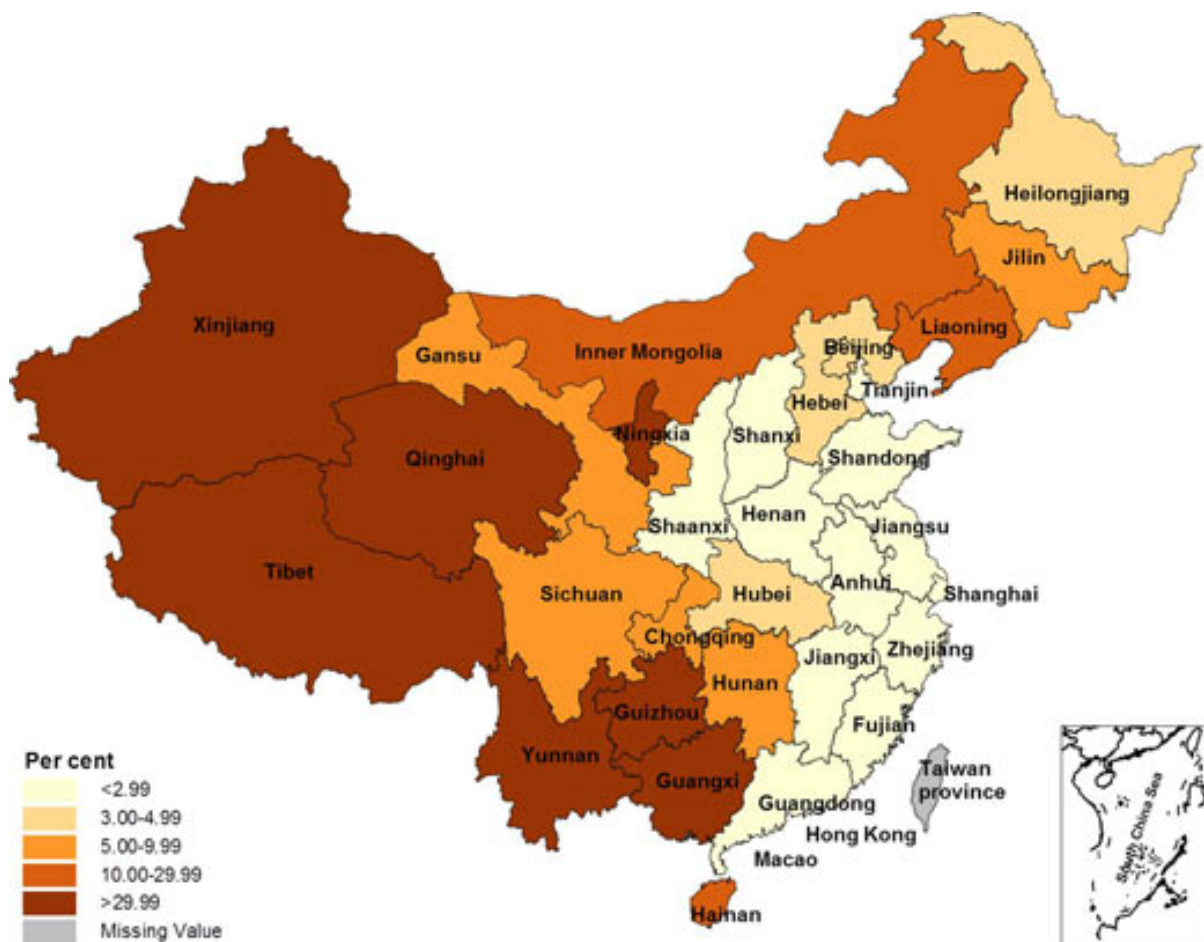 Heilongjiang
Jilin
Xinjiang
Liaoning
Gansu
Inner Mongolia
Beijing
Tianjin
Hebei
Ningxia
Shanxi
Qinghai
Shandong
Shaanxi
Henan
Jiangsu
Tibet
Sichuan
Hubei
Anhui
Shanghai
Chongqing
Jiangxi
Zhejiang
Hunan
Guizhou
Fujian
Yunnan
Guangxi
Taiwan
province
Guangdong
Hong Kong
Macao
Hainan
South China Sea
Per cent
<2.99
3.00-4.99
5.00-9.99
10.00-29.99
>29.99
Missing Value